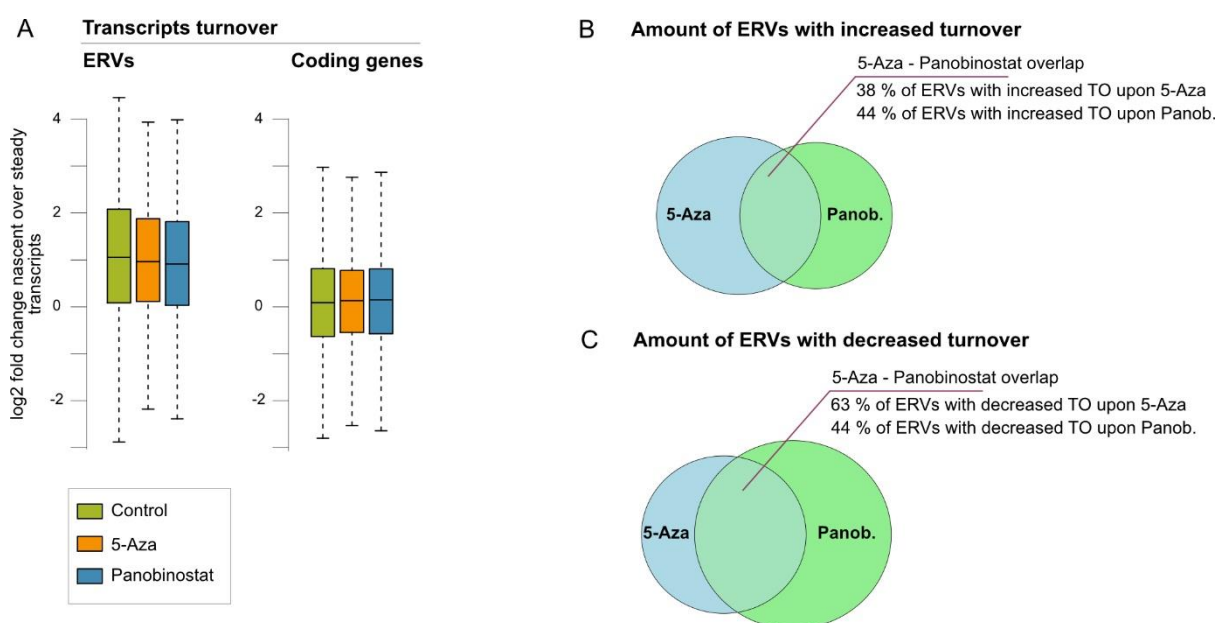 A
Transcripts turnover
ERVs
Coding genes
log2 fold change nascent over steady
transcripts
4
2
0
-2
4
2
0
-2
Control
5-Aza
Panobinostat
B
Amount of ERVs with increased turnover
5-Aza - Panobinostat overlap
38 % of ERVs with increased TO upon 5-Aza
44 % of ERVs with increased TO upon Panob.
5-Aza
Panob.
C
Amount of ERVs with decreased turnover
5-Aza - Panobinostat overlap
63 % of ERVs with decreased TO upon 5-Aza
44 % of ERVs with decreased TO upon Panob.
5-Aza
Panob.